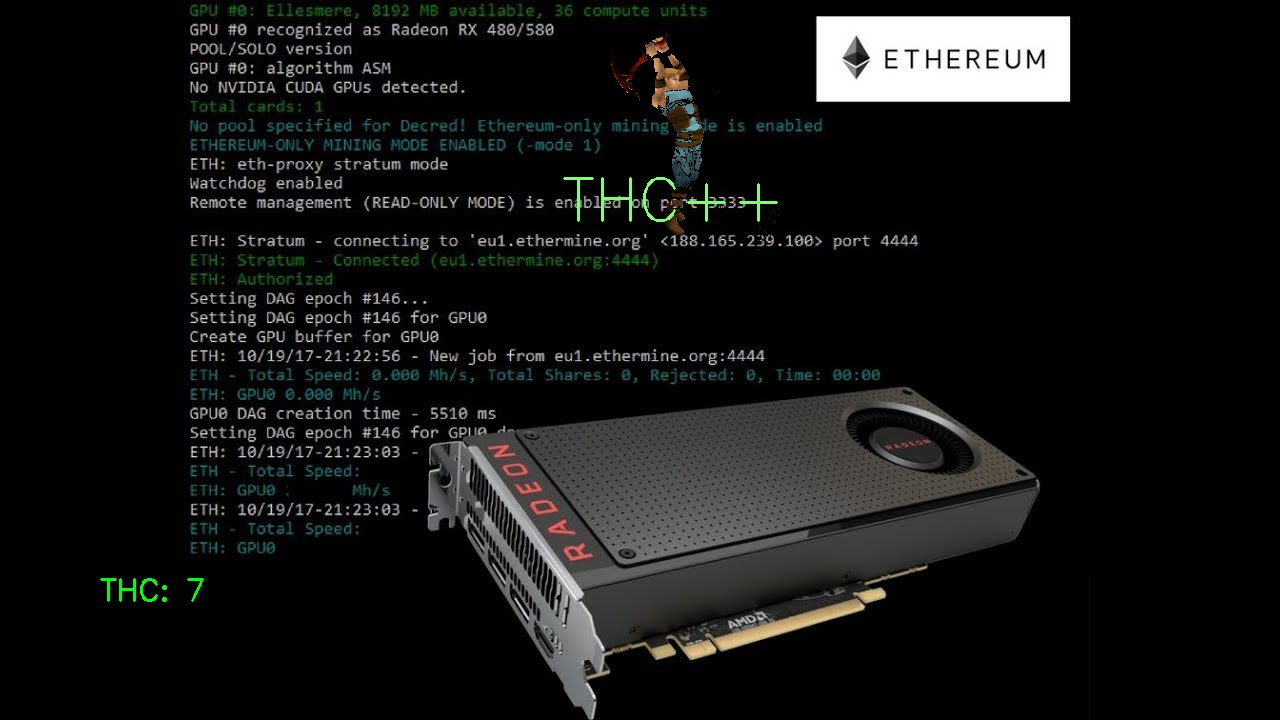 GPU #0: Ellesmere, 8192 MB available, 36 compute units
GPU #0 recognized as Radeon RX 480/580
POOL/SOLO version
GPU #0: algorithm ASM
No NVIDIA CUDA GPUs detected.
Total cards: 1
No pool specified for Decred! Ethereum-only mining is enabled
ETHEREUM-ONLY MINING MODE ENABLED (-mode 1)
ETH: eth-proxy stratum mode
Watchdog enabled
Remote management (READ-ONLY MODE) is enabled on port 3333
ETHEREUM
THC++
ETH: Stratum - connecting to 'eu1.ethermine.org' <188.165.239.100> port 4444
ETH: Stratum - Connected (eu1.ethermine.org:4444)
ETH: Authorized
Setting DAG epoch #146...
Setting DAG epoch #146 for GPU0
Create GPU buffer for GPU0
ETH: 10/19/17-21:22:56 - New job from eu1.ethermine.org:4444
ETH - Total Speed: 0.000 Mh/s, Total Shares: 0, Rejected: 0, Time: 00:00
ETH: GPU0 0.000 Mh/s
GPU0 DAG creation time - 5510 ms
Setting DAG epoch #146 for GPU0
ETH: 10/19/17-21:23:03 -
ETH - Total Speed:
ETH: GPU0 Mh/s
ETH: 10/19/17-21:23:03 -
ETH - Total Speed:
ETH: GPU0
RADEON
RADEON
AMD
THC: 7